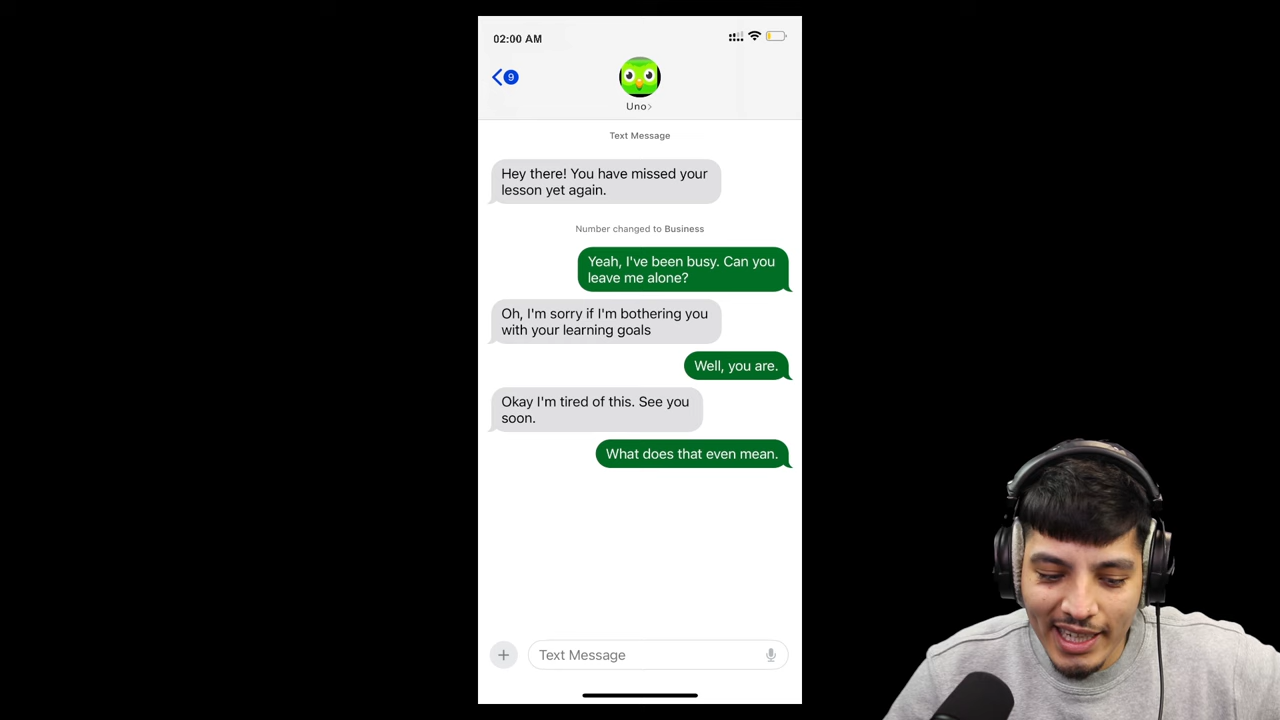 02:00 AM
9
Uno
Text Message
Hey there! You have missed your
lesson yet again.
Number changed to Business
Yeah, I've been busy. Can you
leave me alone?
Oh, I'm sorry if I'm bothering you
with your learning goals
Well, you are.
Okay I'm tired of this. See you
soon.
What does that even mean.
Text Message